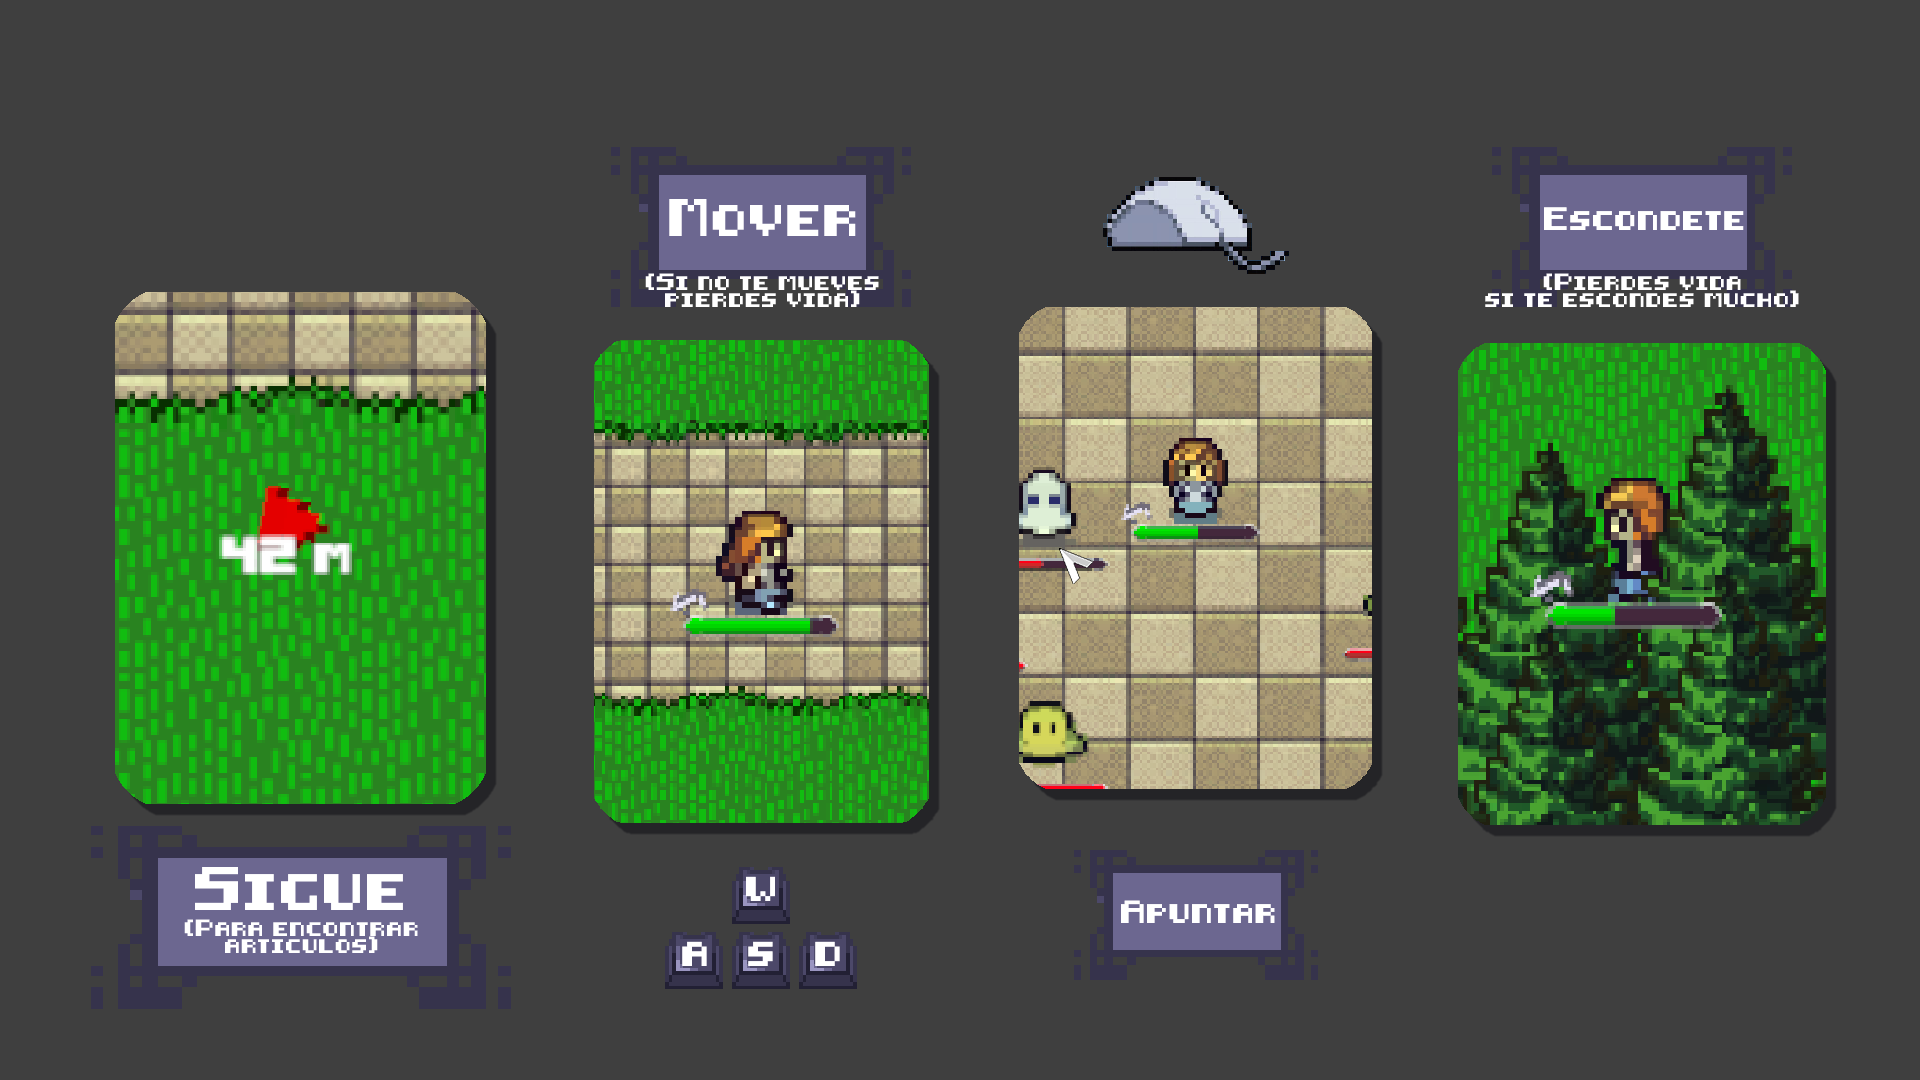 42 m
Sigue
(Para encontrar
articulos)
Mover
(Si no te mueves
pierdes vida)
W
A S D
Apuntar
Escondete
(Pierdes vida
si te escondes mucho)